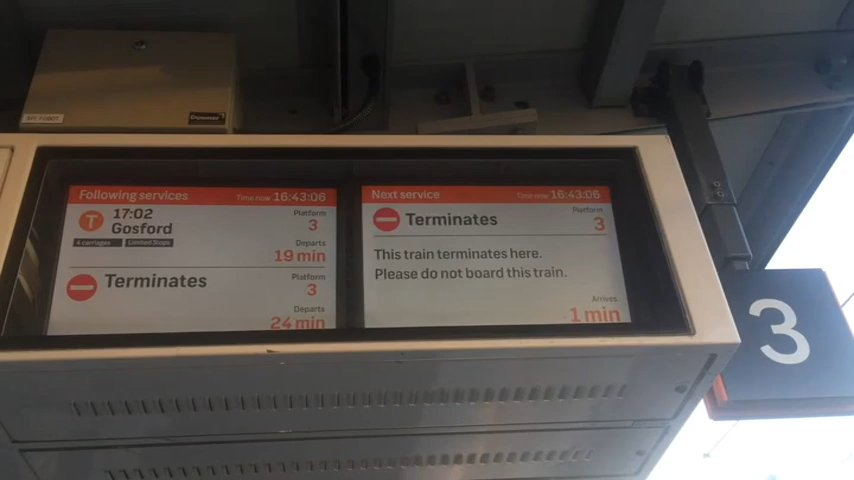 Following services Time now 16:43:06
T 17:02 Platform
Gosford 3
4 carriages Limited Stops Departs
19 min
Terminates Platform
3
Departs
24 min
Next service Time now 16:43:06
Terminates Platform
3
This train terminates here.
Please do not board this train.
Arrives
1 min
3